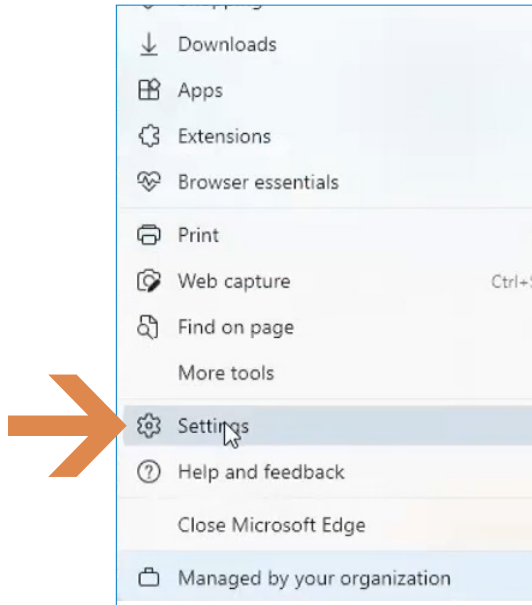 Downloads
Apps
Extensions
Browser essentials
Print
Web capture
Ctrl+S
Find on page
More tools
Settings
Help and feedback
Close Microsoft Edge
Managed by your organization